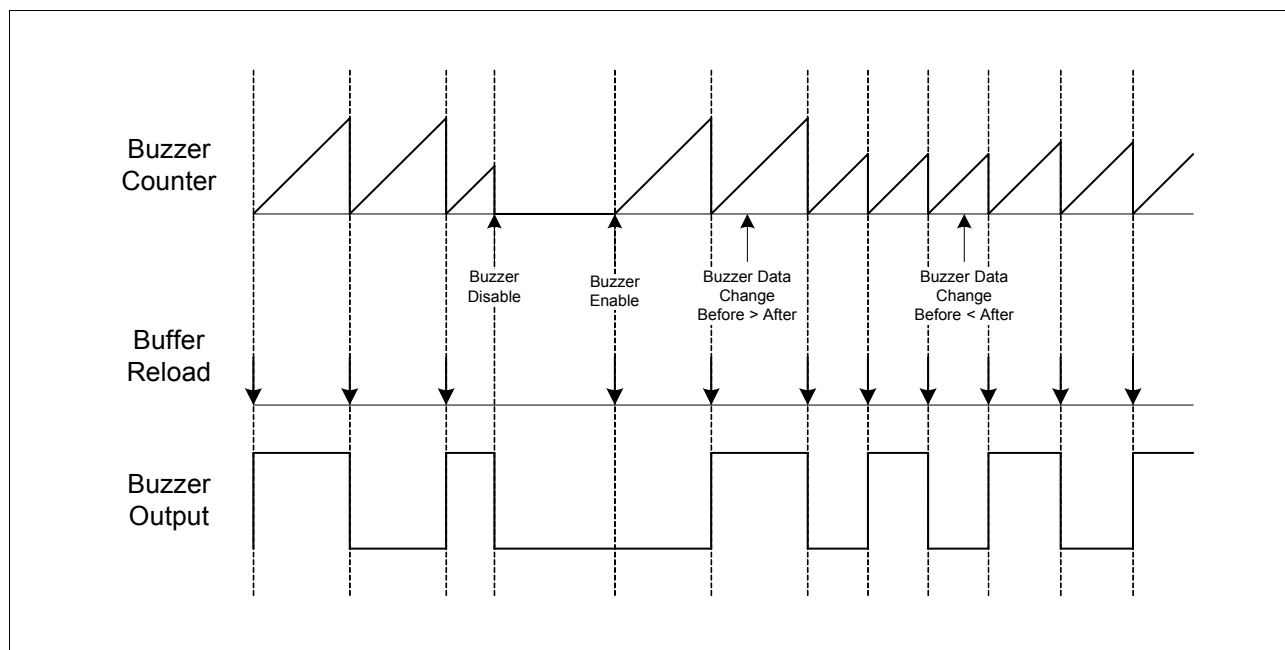 Buzzer
Counter
Buzzer
Disable
Buzzer
Enable
Buzzer Data
Change
Before > After
Buzzer Data
Change
Before < After
Buffer
Reload
Buzzer
Output